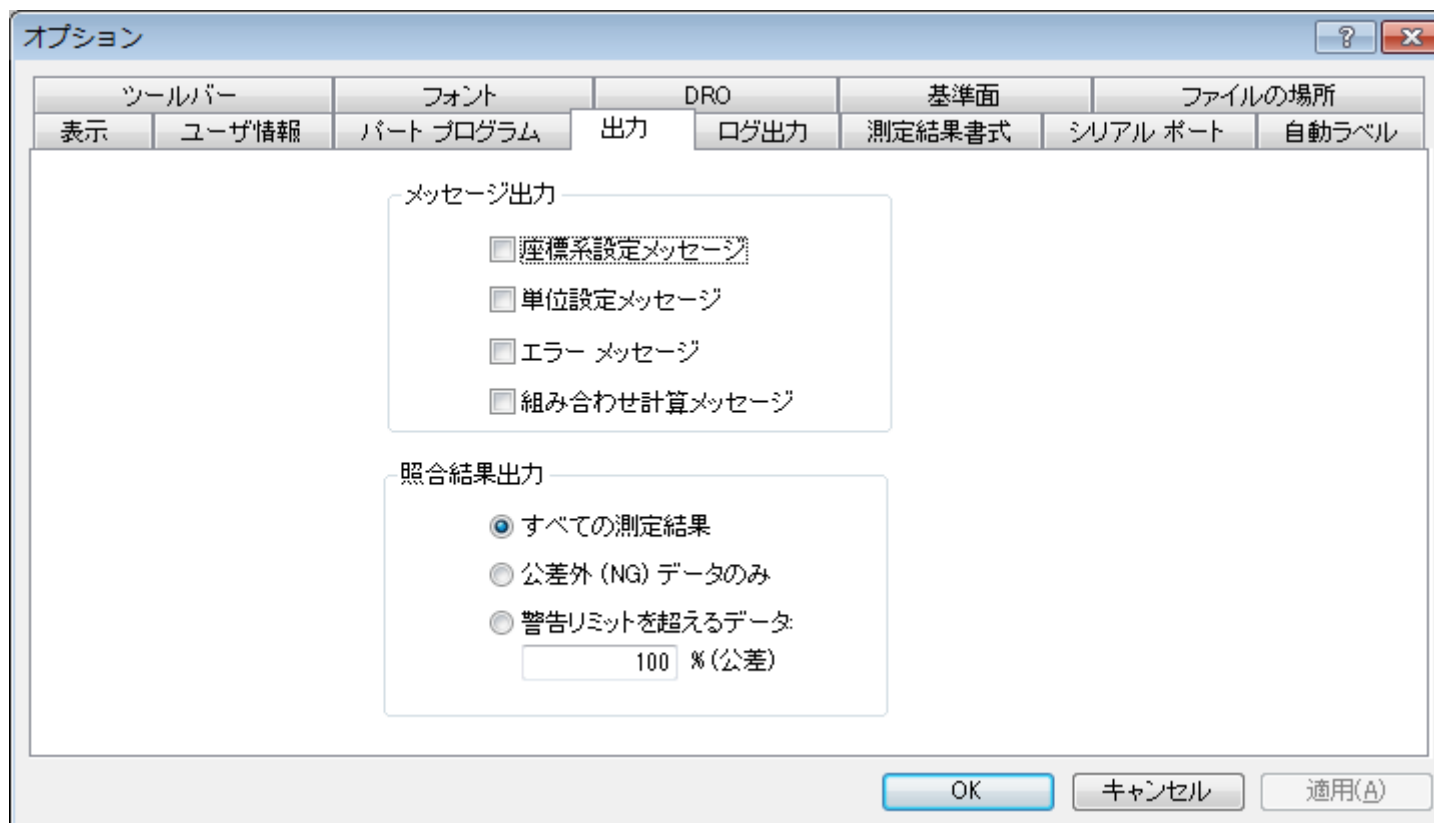 オプション
ツールバー フォント DRO 基準面 ファイルの場所
表示 ユーザ情報 パート プログラム 出力 ログ出力 測定結果書式 シリアル ポート 自動ラベル
メッセージ出力
座標系設定メッセージ
単位設定メッセージ
エラー メッセージ
組み合わせ計算メッセージ
照合結果出力
すべての測定結果
公差外 (NG) データのみ
警告リミットを超えるデータ:
100 % (公差)
OK キャンセル 適用(A)